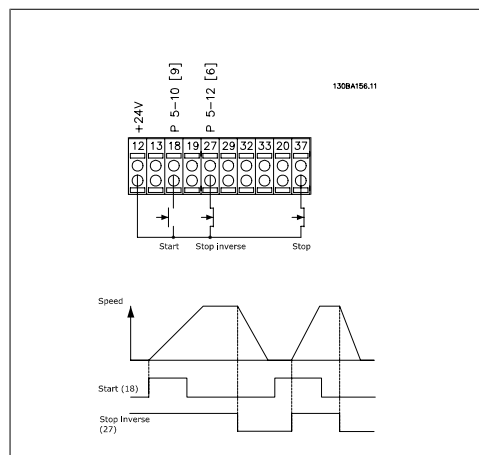 130BA156.11
+24V
P 5-10 [9]
P 5-12 [6]
12 13 18 19 27 29 32 33 20 37
Start Stop inverse Stop
Speed
Start (18)
Stop Inverse
(27)